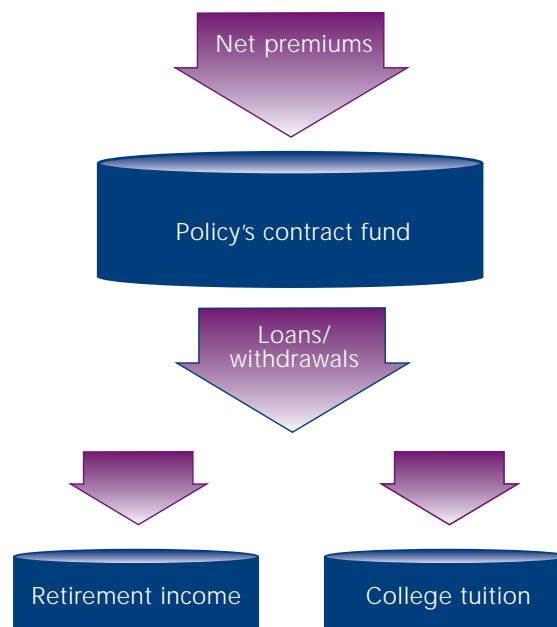 Net premiums
Policy's contract fund
Loans/
withdrawals
Retirement income
College tuition